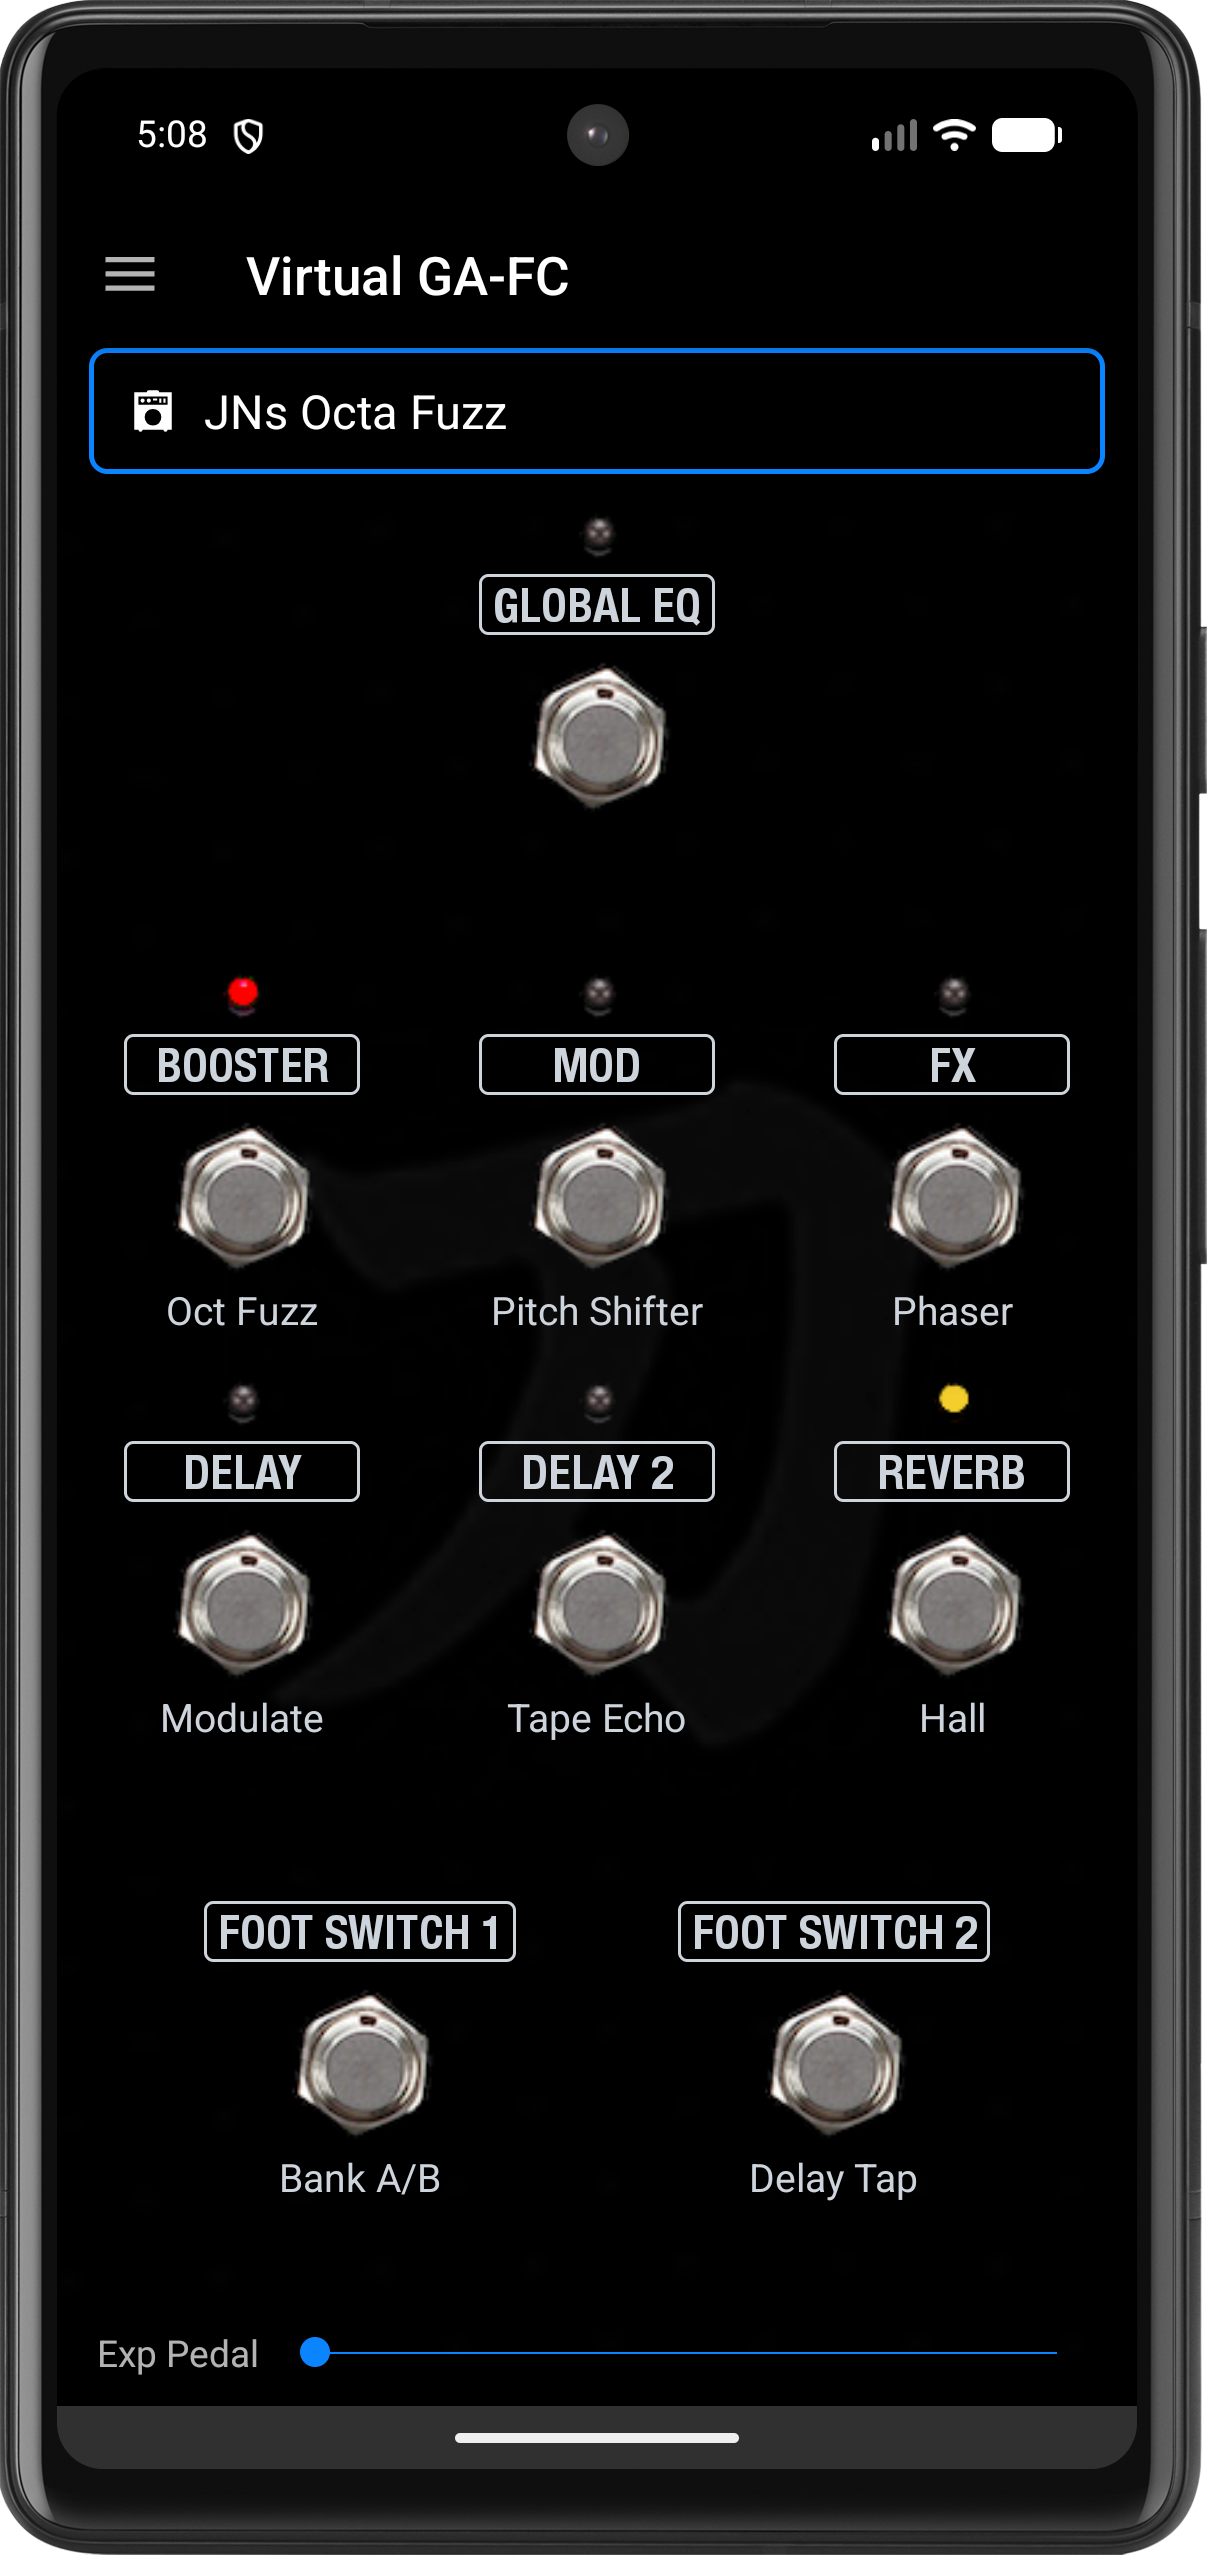 5:08
Virtual GA-FC
JNs Octa Fuzz
GLOBAL EQ
BOOSTER MOD FX
Oct Fuzz Pitch Shifter Phaser
DELAY DELAY 2 REVERB
Modulate Tape Echo Hall
FOOT SWITCH 1 FOOT SWITCH 2
Bank A/B Delay Tap
Exp Pedal